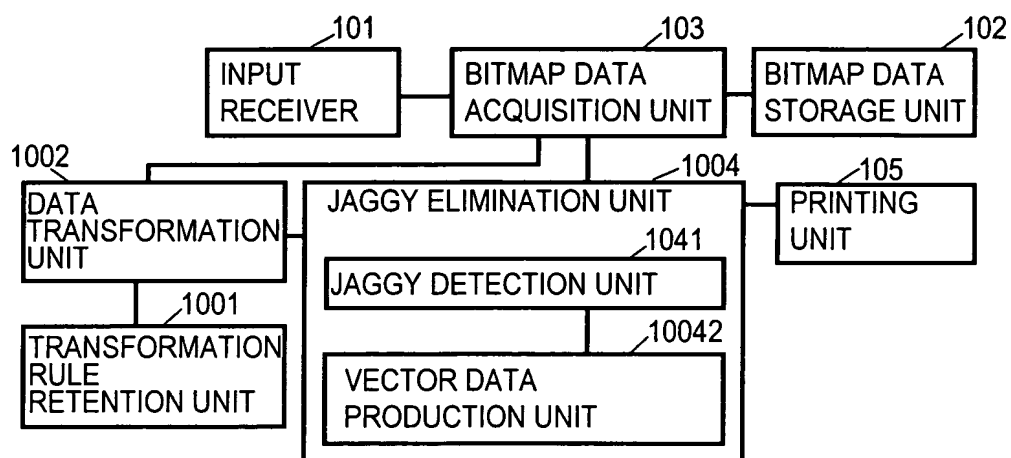 101
103
102
INPUT
RECEIVER
BITMAP DATA
ACQUISITION UNIT
BITMAP DATA
STORAGE UNIT
1002
1004
105
DATA
TRANSFORMATION
UNIT
JAGGY ELIMINATION UNIT
PRINTING
UNIT
1041
JAGGY DETECTION UNIT
1001
TRANSFORMATION
RULE
RETENTION UNIT
10042
VECTOR DATA
PRODUCTION UNIT